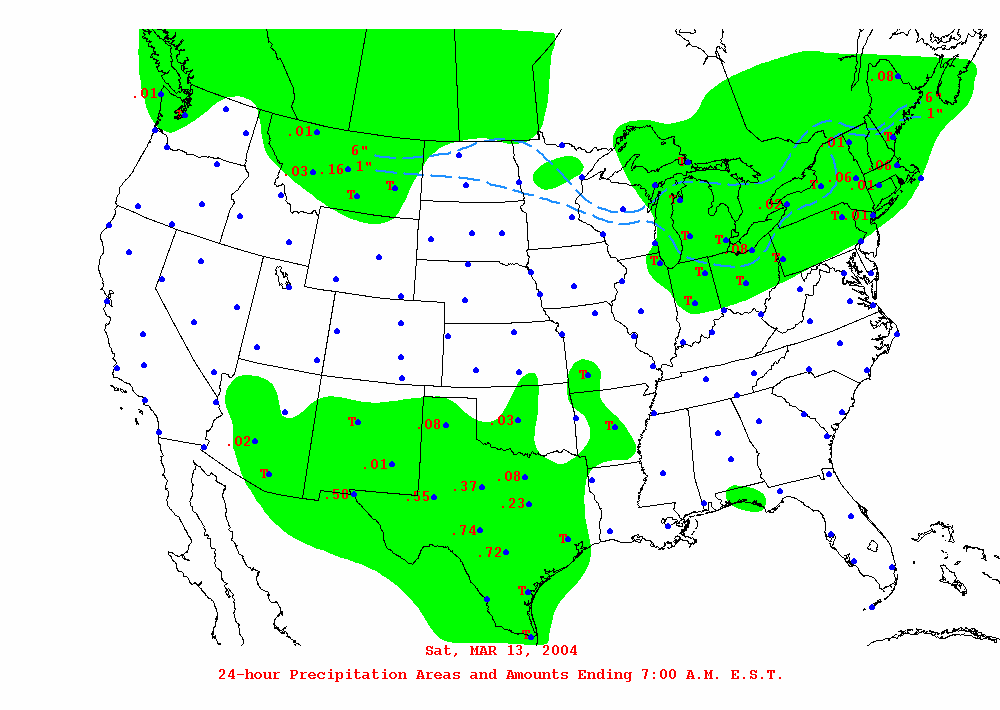 .08
6"
1"
.01
.01
T
.01
6"
.03 .16 1"
T
.06
T
T
.06 .01
T
T
.02
T .01
T
T
.08
T
T
T
T
T
T
.03
T
.08
T
.02
.01
T
.08
.37
.50
.55
.23
.74
T
.72
T
T
Sat, MAR 13, 2004
24-hour Precipitation Areas and Amounts Ending 7:00 A.M. E.S.T.